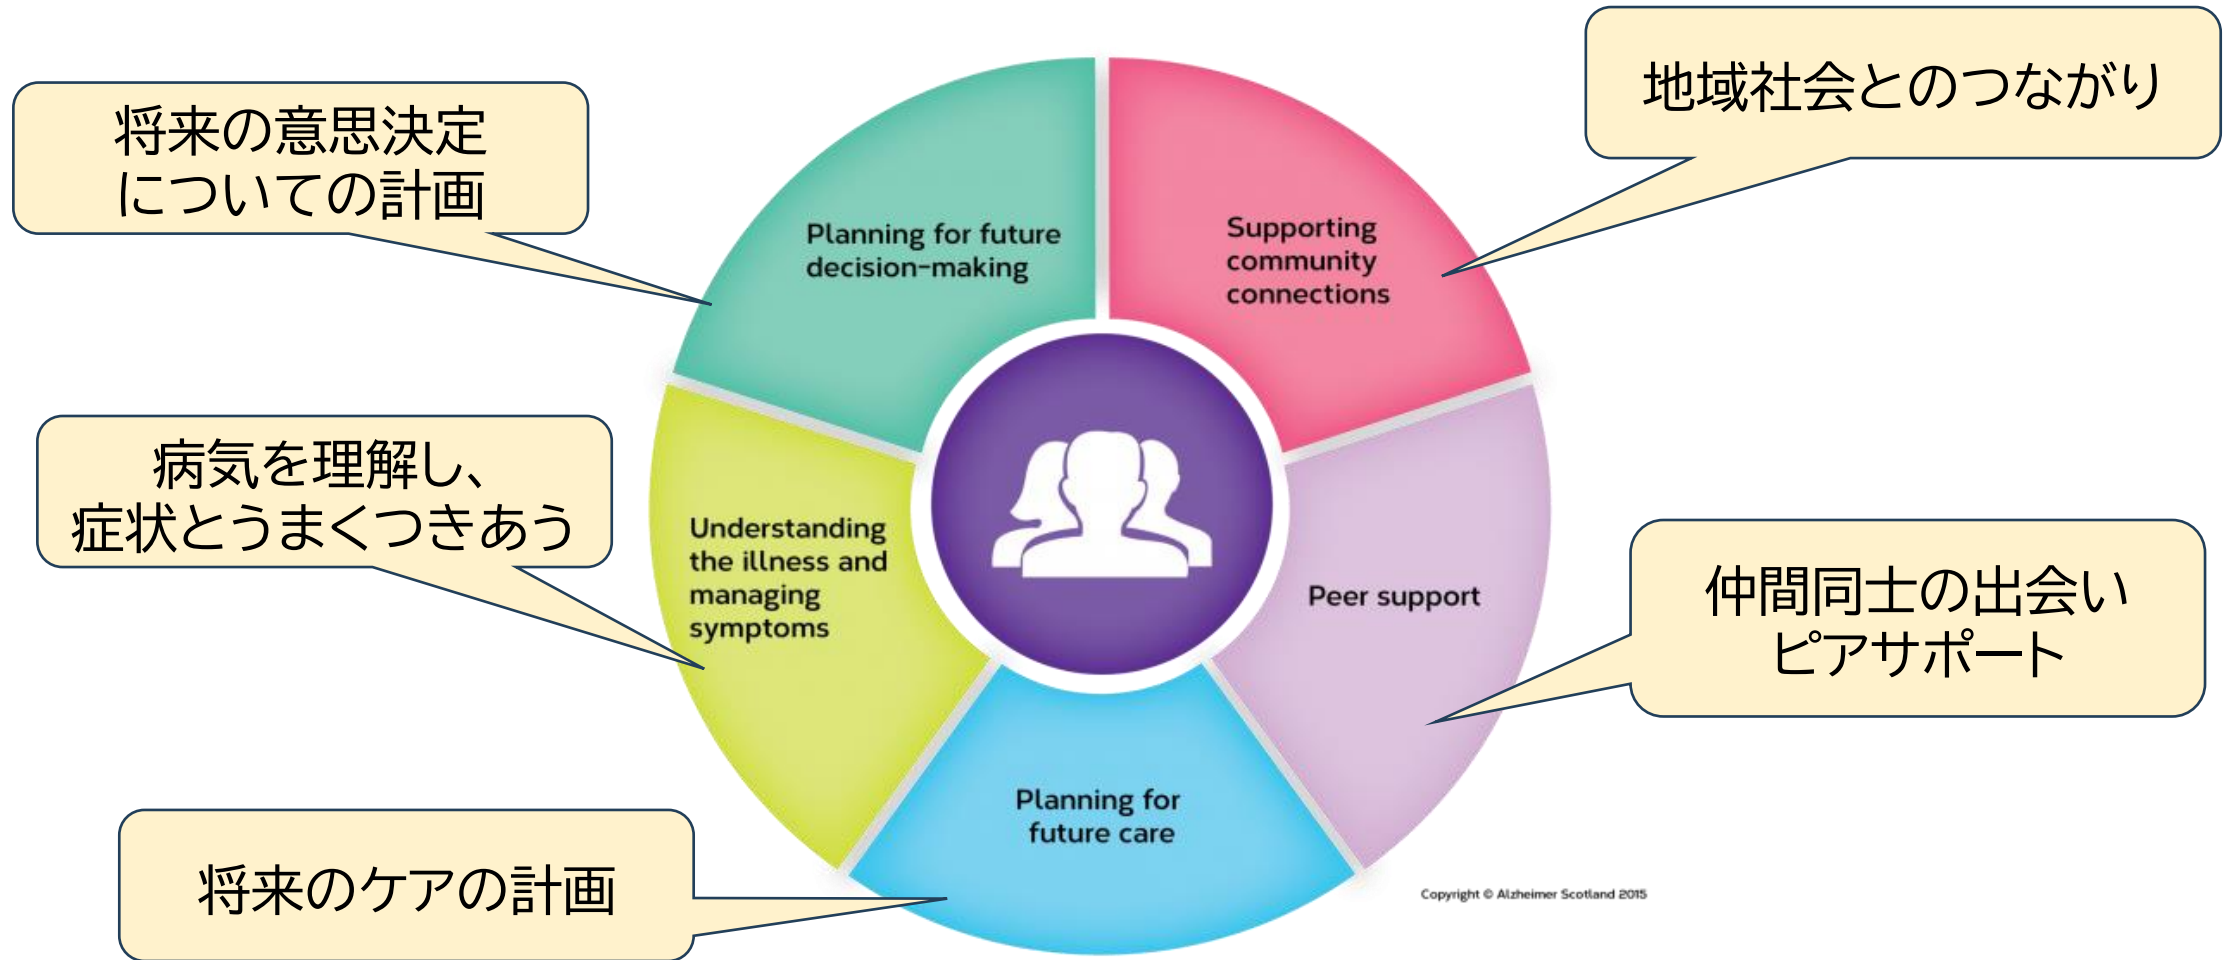 将来の意思決定
についての計画
地域社会とのつながり
Planning for future
decision-making
Supporting
community
connections
病気を理解し、
症状とうまくつきあう
Understanding
the illness and
managing
symptoms
Peer support
仲間同士の出会い
ピアサポート
Planning for
future care
将来のケアの計画
Copyright © Alzheimer Scotland 2015